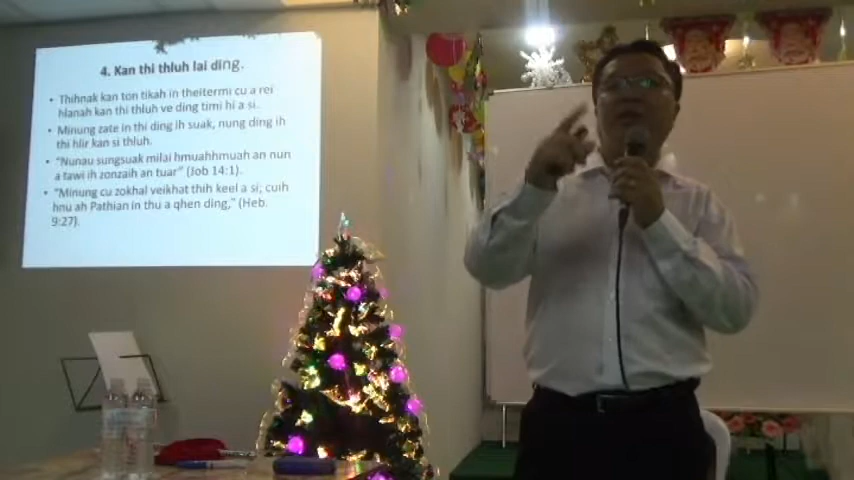 4. Kan thi thluh lai ding.
• Thihnak kan ton tikah in theitermi cu a rei
hlanah kan thi thluh ve ding timi hi a si.
• Minung zate in thi ding ih suak, nung ding ih
thi hlir kan si thluh.
• “Nunau sungsuak milai hmuahhmuah an nun
a tawi ih zonzaih an tuar” (Job 14:1).
• “Minung cu zokhal veikhat thih keel a si; cuih
hnu ah Pathian in thu a qhen ding,” (Heb.
9:27).